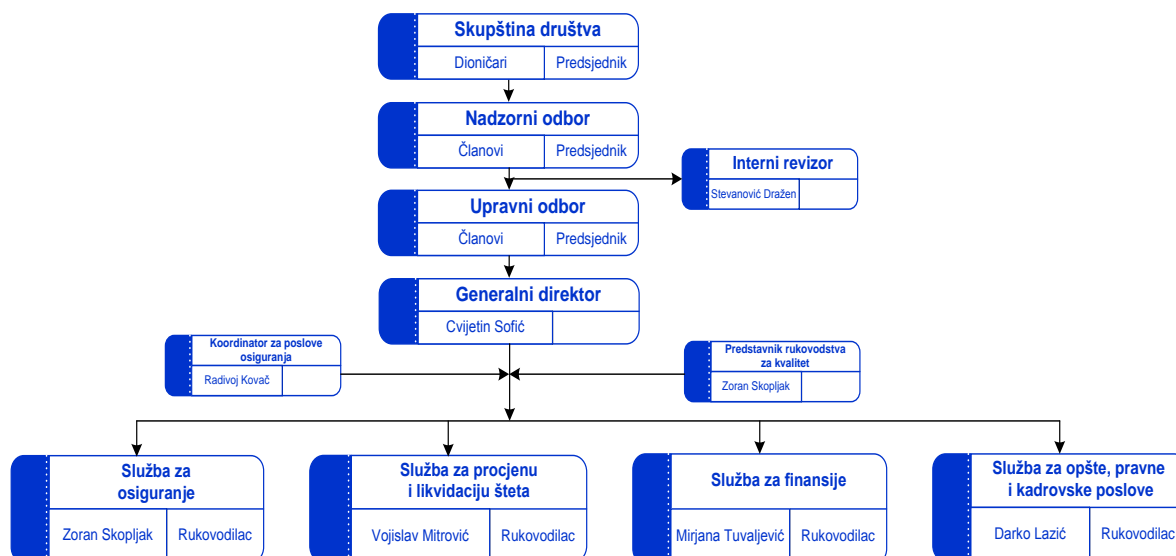 Skupština društva
Dioničari Predsjednik
Nadzorni odbor
Članovi Predsjednik
Interni revizor
Stevanović Dražen
Upravni odbor
Članovi Predsjednik
Generalni direktor
Cvijetin Sofić
Koordinator za poslove
osiguranja
Radivoj Kovač
Predstavnik rukovodstva
za kvalitet
Zoran Skopljak
Služba za
osiguranje
Zoran Skopljak Rukovodilac
Služba za procjenu
i likvidaciju šteta
Vojislav Mitrović Rukovodilac
Služba za finansije
Mirjana Tuvaljević Rukovodilac
Služba za opšte, pravne
i kadrovske poslove
Darko Lazić Rukovodilac